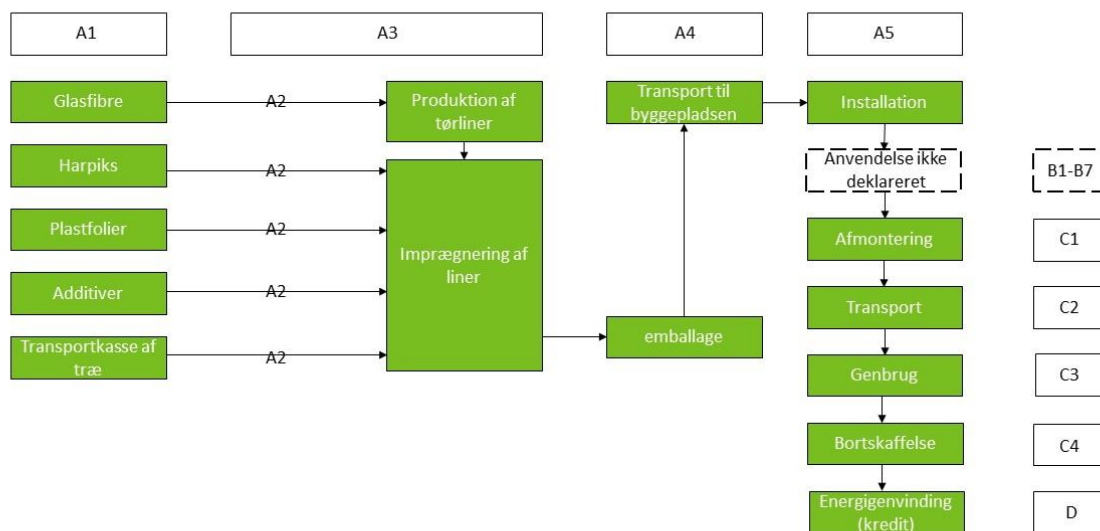 A1
A3
A4
A5
Glasfibre
A2
Produktion af
tørliner
Transport til
byggepladsen
Installation
Harpiks
A2
Anvendelse ikke
deklareret
B1-B7
Plastfolier
A2
Imprægnering af
liner
Afmontering
C1
Additiver
A2
Transport
C2
Transportkasse af
træ
A2
emballage
Genbrug
C3
Bortskaffelse
C4
Energigenvinding
(kredit)
D